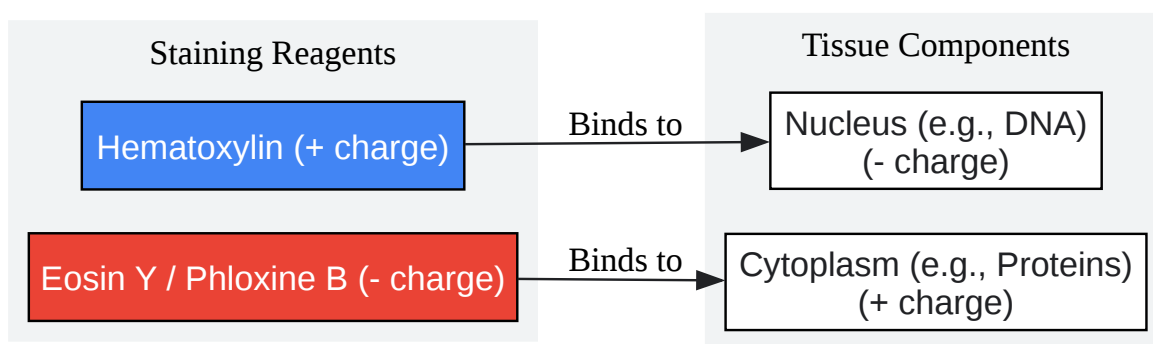 Staining Reagents
Tissue Components
Hematoxylin (+ charge)
Binds to
Nucleus (e.g., DNA)
(- charge)
Eosin Y / Phloxine B (- charge)
Binds to
Cytoplasm (e.g., Proteins)
(+ charge)